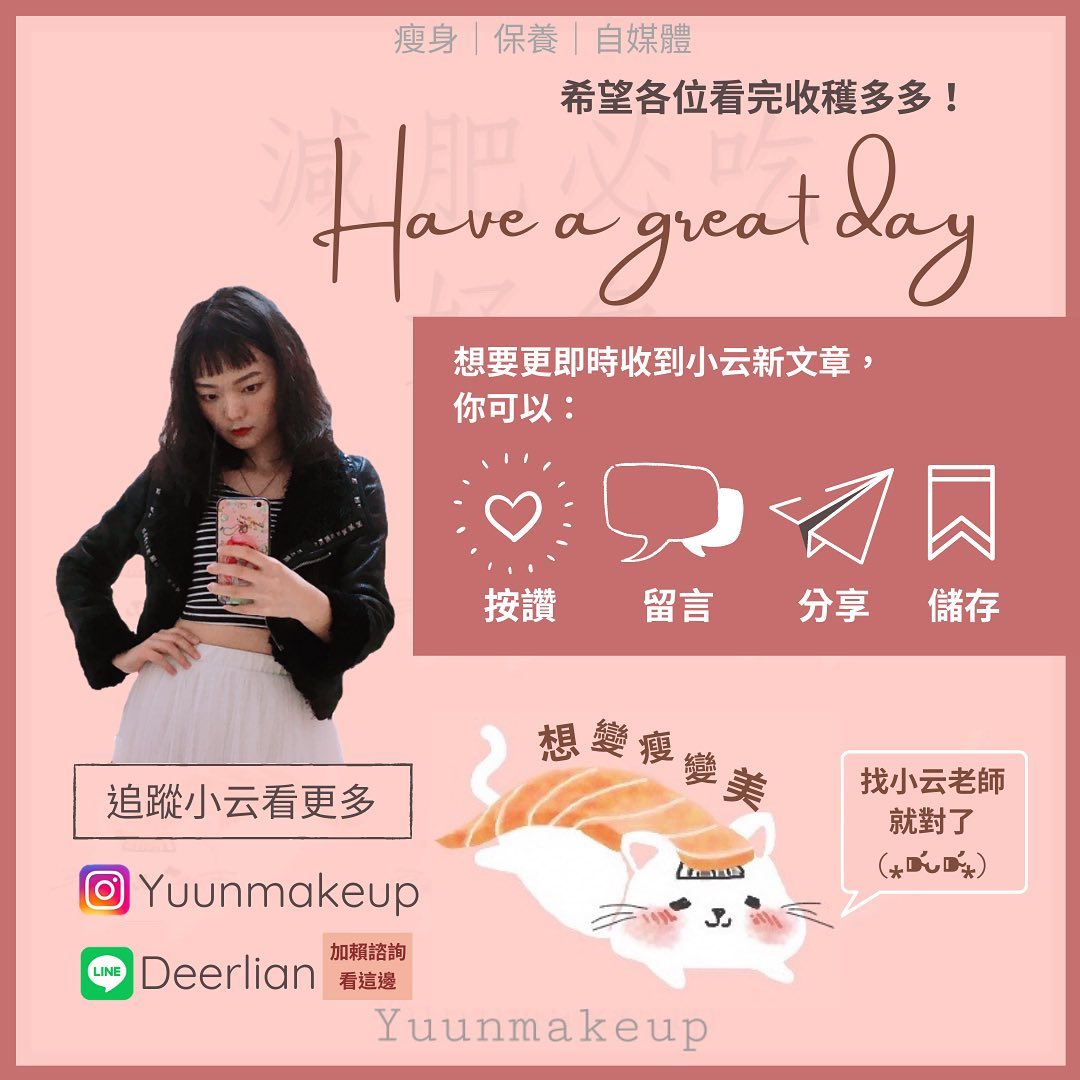 瘦身｜保養｜自媒體
希望各位看完收穫多多！
減肥必吃
Have a great day
想要更即時收到小云新文章，
你可以：
按讚
留言
分享
儲存
想變瘦變美
找小云老師
就對了
追蹤小云看更多
Yuunmakeup
LINE
Deerlian
加賴諮詢
看這邊
Yuunmakeup